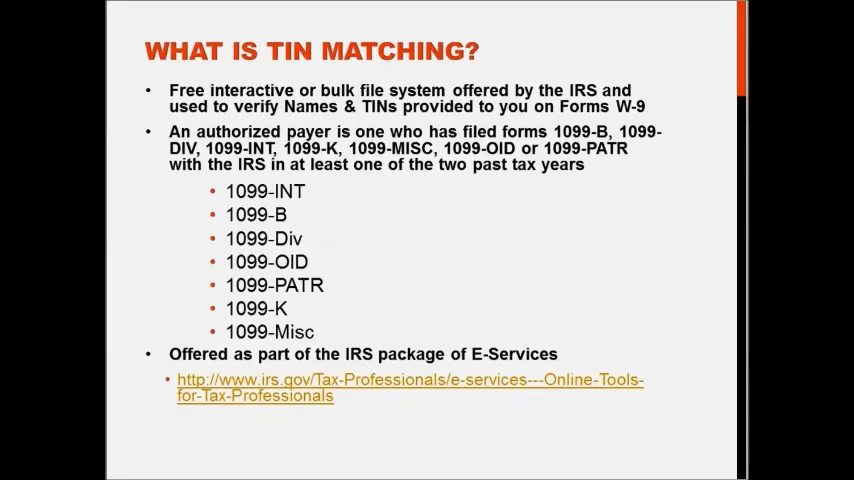 WHAT IS TIN MATCHING?
• Free interactive or bulk file system offered by the IRS and
used to verify Names & TINs provided to you on Forms W-9
• An authorized payer is one who has filed forms 1099-B, 1099-
DIV, 1099-INT, 1099-K, 1099-MISC, 1099-OID or 1099-PATR
with the IRS in at least one of the two past tax years
• 1099-INT
• 1099-B
• 1099-Div
• 1099-OID
• 1099-PATR
• 1099-K
• 1099-Misc
• Offered as part of the IRS package of E-Services
• http://www.irs.gov/Tax-Professionals/e-services---Online-Tools-
for-Tax-Professionals